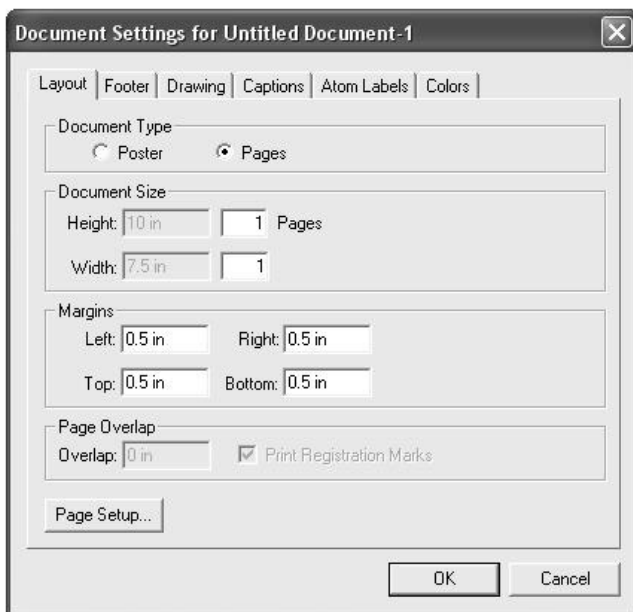 Document Settings for Untitled Document-1
Layout Footer Drawing Captions Atom Labels Colors
Document Type
Poster Pages
Document Size
Height: 10 in 1 Pages
Width: 7.5 in 1
Margins
Left: 0.5 in Right: 0.5 in
Top: 0.5 in Bottom: 0.5 in
Page Overlap
Overlap: 0 in Print Registration Marks
Page Setup...
OK Cancel